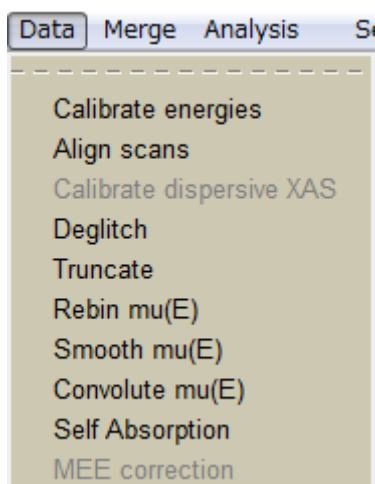 Data Merge Analysis
Calibrate energies
Align scans
Calibrate dispersive XAS
Deglitch
Truncate
Rebin mu(E)
Smooth mu(E)
Convolute mu(E)
Self Absorption
MEE correction